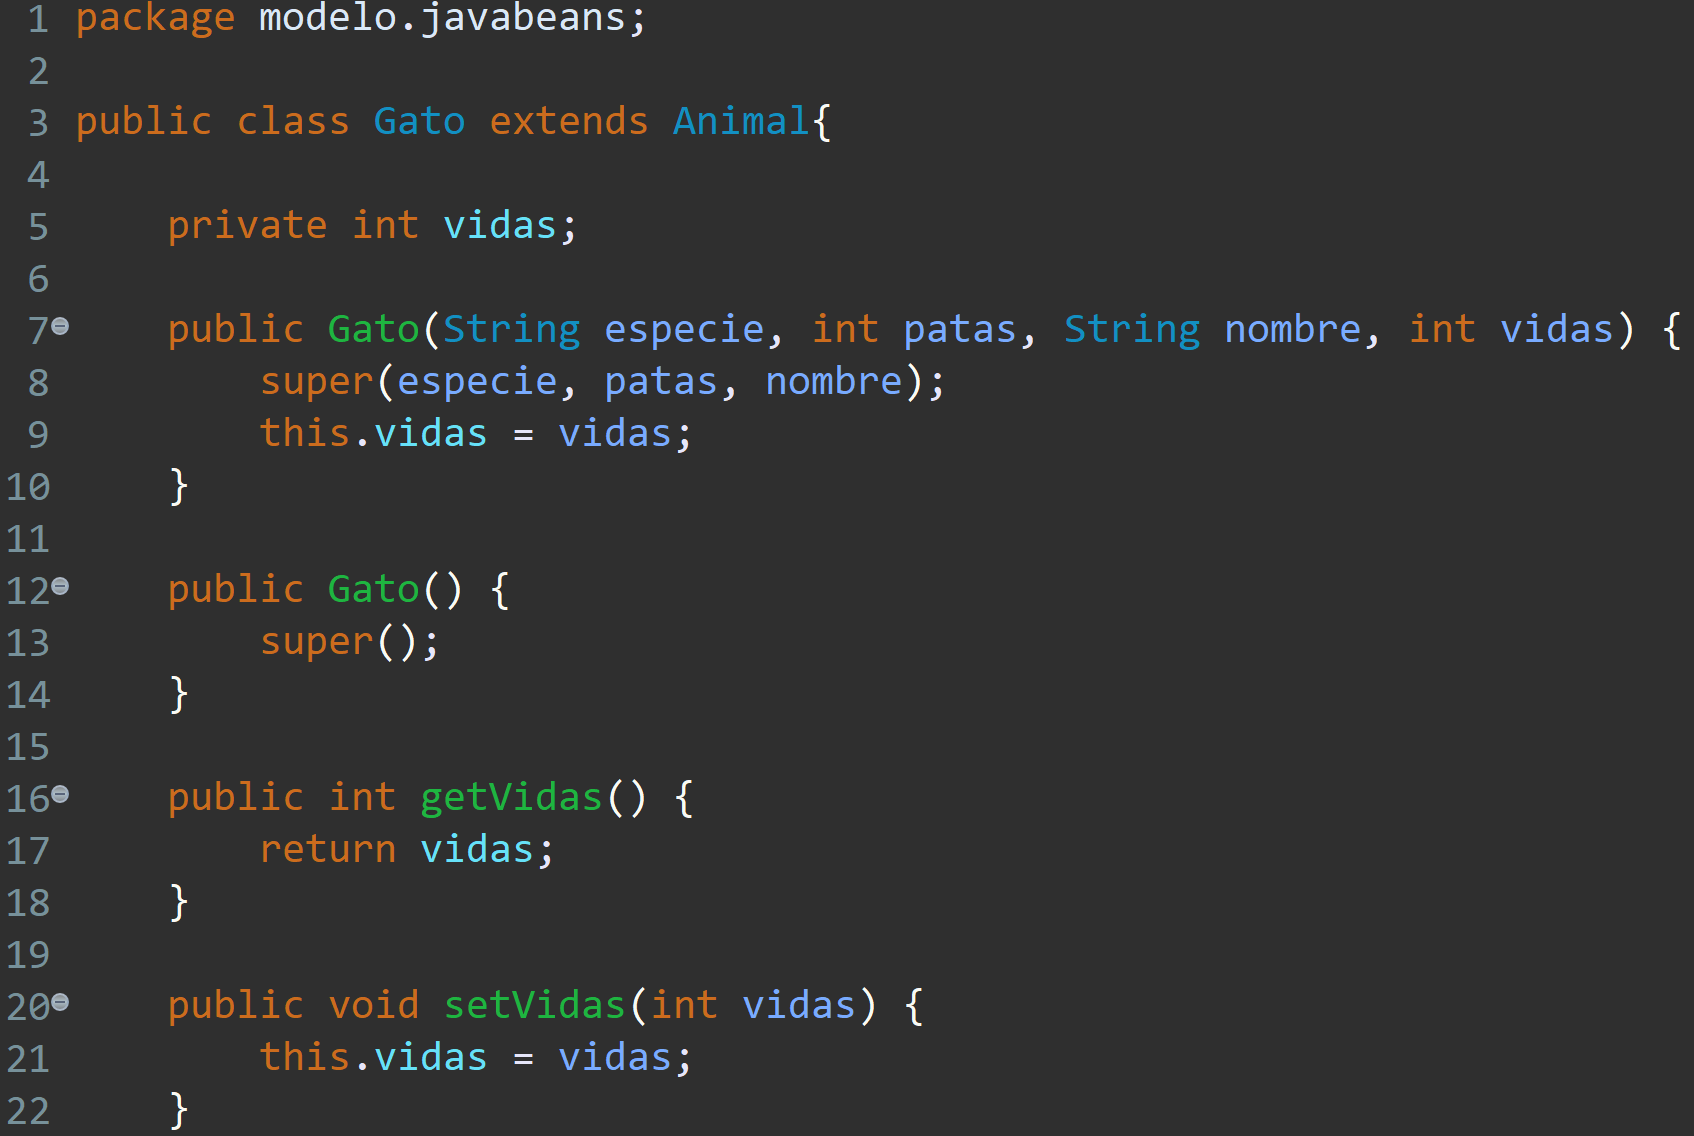 1 package modelo.javabeans;
2
3 public class Gato extends Animal{
4
5     private int vidas;
6
7     public Gato(String especie, int patas, String nombre, int vidas) {
8         super(especie, patas, nombre);
9         this.vidas = vidas;
10     }
11
12     public Gato() {
13         super();
14     }
15
16     public int getVidas() {
17         return vidas;
18     }
19
20     public void setVidas(int vidas) {
21         this.vidas = vidas;
22     }